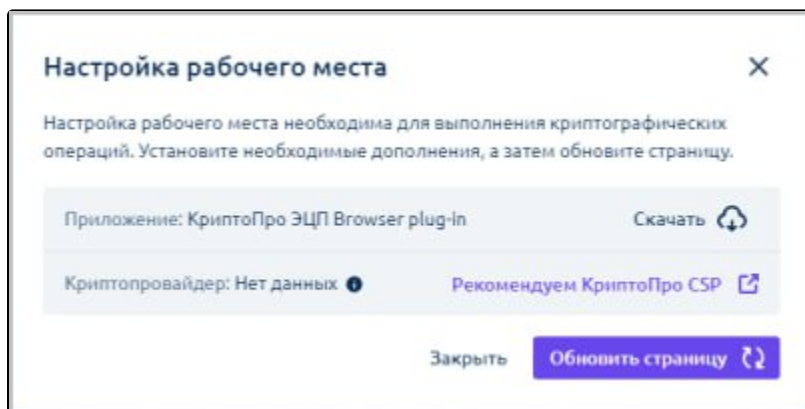 Настройка рабочего места
Настройка рабочего места необходима для выполнения криптографических
операций. Установите необходимые дополнения, а затем обновите страницу.
Приложение: КриптоПро ЭЦП Browser plug-in Скачать
Криптопровайдер: Нет данных Рекомендуем КриптоПро CSP
Закрыть Обновить страницу